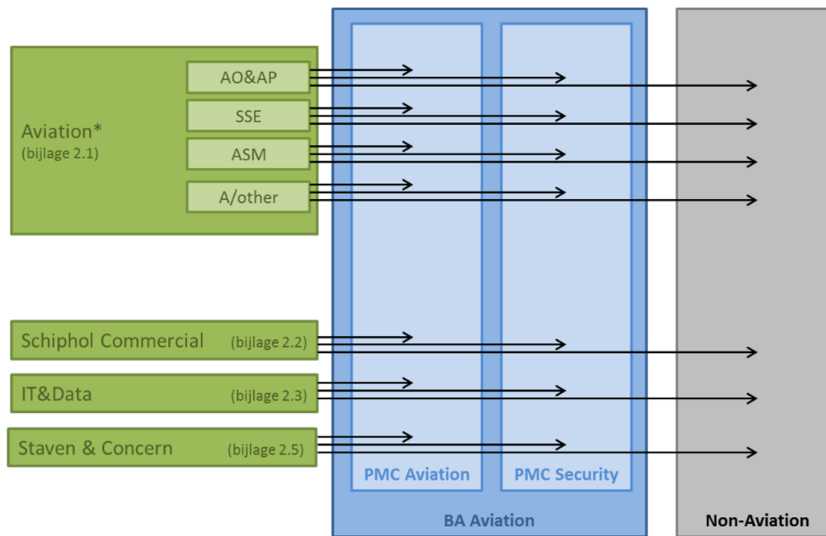 AO&AP
SSE
Aviation*
(bijlage 2.1)
ASM
A/other
Schiphol Commercial (bijlage 2.2)
IT&Data (bijlage 2.3)
Staven & Concern (bijlage 2.5)
PMC Aviation PMC Security
BA Aviation Non-Aviation